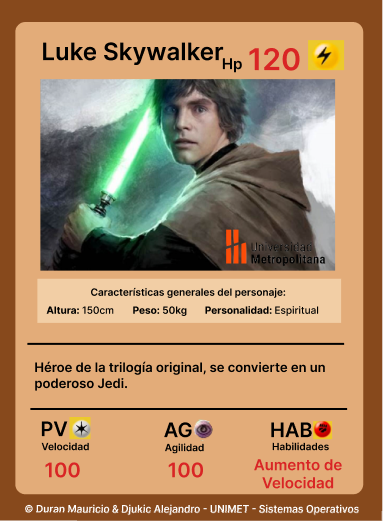 Luke Skywalker Hp 120
Universidad
Metropolitana
Características generales del personaje:
Altura: 150cm Peso: 50kg Personalidad: Espiritual
Héroe de la trilogía original, se convierte en un
poderoso Jedi.
PV AG HAB
Velocidad Agilidad Habilidades
100 100 Aumento de
Velocidad
© Duran Mauricio & Djukic Alejandro - UNIMET - Sistemas Operativos